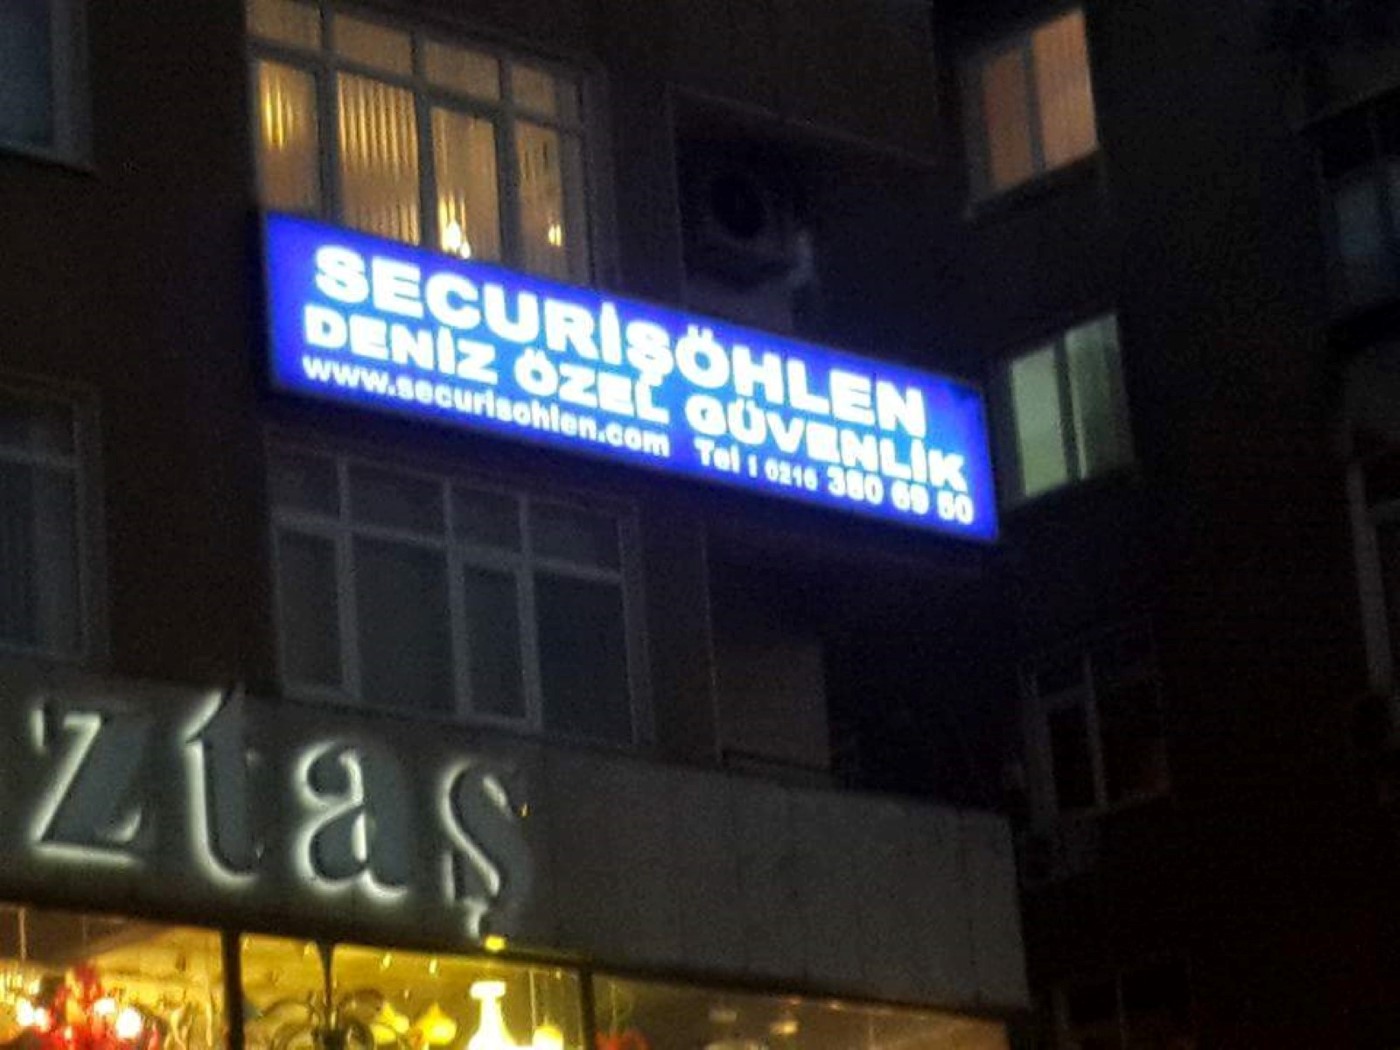 SECURİŞÖHLEN
DENİZ ÖZEL GÜVENLİK
www.securisohlen.com Tel : 0216 380 69 50
ztaş